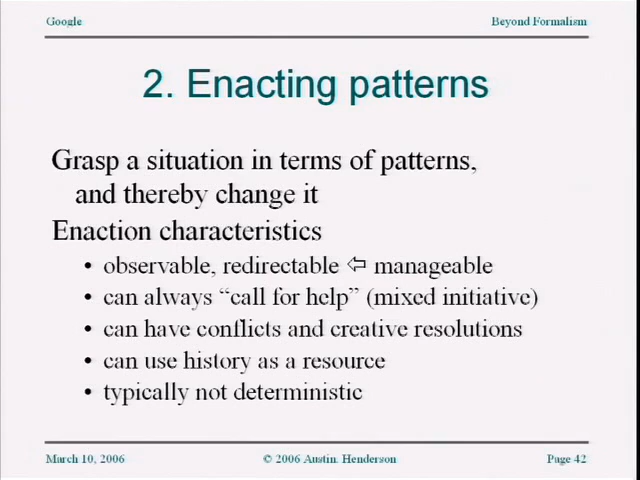 Google Beyond Formalism
2. Enacting patterns
Grasp a situation in terms of patterns,
and thereby change it
Enaction characteristics
• observable, redirectable ⇦ manageable
• can always “call for help” (mixed initiative)
• can have conflicts and creative resolutions
• can use history as a resource
• typically not deterministic
March 10, 2006 © 2006 Austin. Henderson Page 42